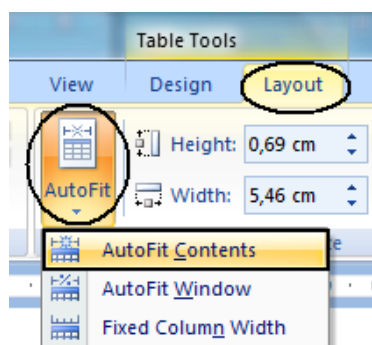 Table Tools
View Design Layout
Height: 0,69 cm
AutoFit Width: 5,46 cm
AutoFit Contents
AutoFit Window
Fixed Column Width